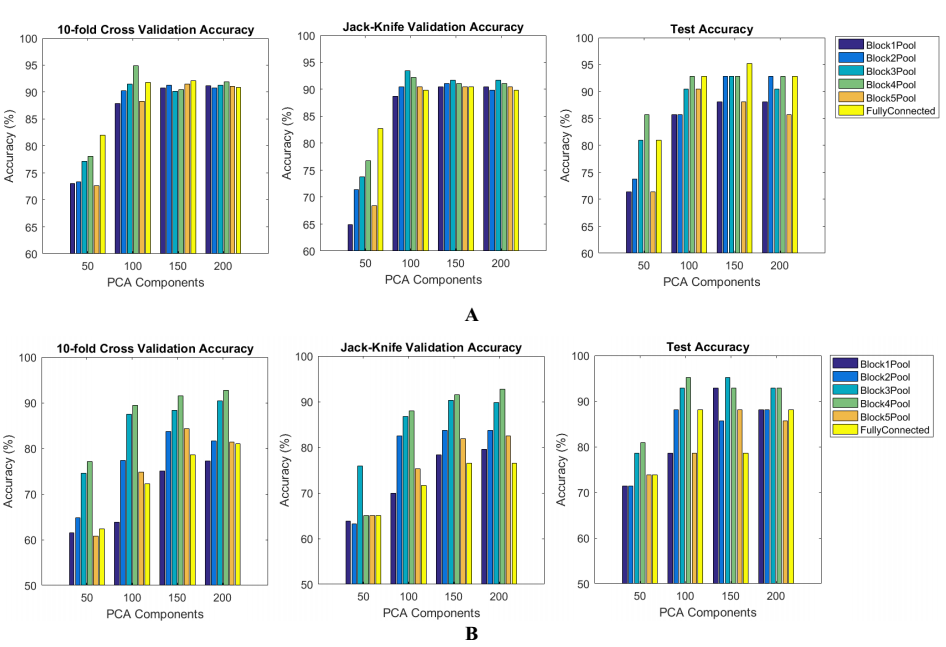 10-fold Cross Validation Accuracy
Accuracy (%)
100
95
90
85
80
75
70
65
60
50 100 150 200
PCA Components
Jack-Knife Validation Accuracy
Accuracy (%)
100
95
90
85
80
75
70
65
60
50 100 150 200
PCA Components
Test Accuracy
Accuracy (%)
100
95
90
85
80
75
70
65
60
50 100 150 200
PCA Components
Block1Pool
Block2Pool
Block3Pool
Block4Pool
Block5Pool
FullyConnected
A
10-fold Cross Validation Accuracy
Accuracy (%)
100
90
80
70
60
50
50 100 150 200
PCA Components
Jack-Knife Validation Accuracy
Accuracy (%)
100
90
80
70
60
50
50 100 150 200
PCA Components
Test Accuracy
Accuracy (%)
100
90
80
70
60
50
50 100 150 200
PCA Components
Block1Pool
Block2Pool
Block3Pool
Block4Pool
Block5Pool
FullyConnected
B